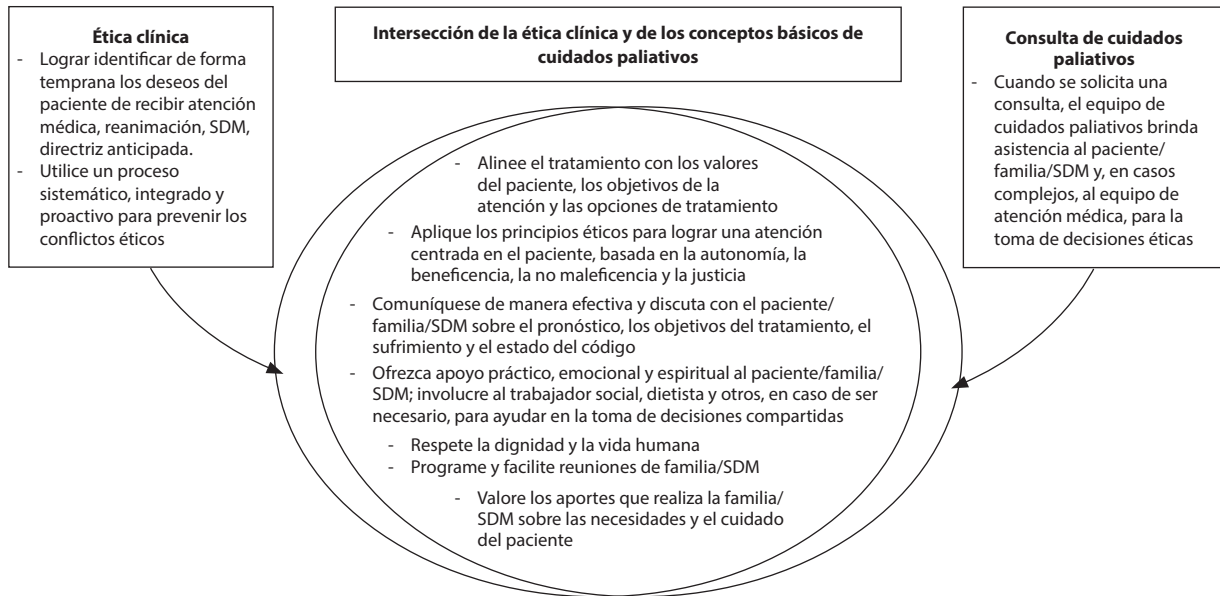 Ética clínica
- Lograr identificar de forma
temprana los deseos del
paciente de recibir atención
médica, reanimación, SDM,
directriz anticipada.
- Utilice un proceso
sistemático, integrado y
proactivo para prevenir los
conflictos éticos
Intersección de la ética clínica y de los conceptos básicos de
cuidados paliativos
- Alinee el tratamiento con los valores
del paciente, los objetivos de la
atención y las opciones de tratamiento
- Aplique los principios éticos para lograr una atención
centrada en el paciente, basada en la autonomía, la
beneficencia, la no maleficencia y la justicia
- Comuníquese de manera efectiva y discuta con el paciente/
familia/SDM sobre el pronóstico, los objetivos del tratamiento, el
sufrimiento y el estado del código
- Ofrezca apoyo práctico, emocional y espiritual al paciente/familia/
SDM; involucre al trabajador social, dietista y otros, en caso de ser
necesario, para ayudar en la toma de decisiones compartidas
- Respete la dignidad y la vida humana
- Programe y facilite reuniones de familia/SDM
- Valore los aportes que realiza la familia/
SDM sobre las necesidades y el cuidado
del paciente
Consulta de cuidados
paliativos
- Cuando se solicita una
consulta, el equipo de
cuidados paliativos brinda
asistencia al paciente/
familia/SDM y, en casos
complejos, al equipo de
atención médica, para la
toma de decisiones éticas